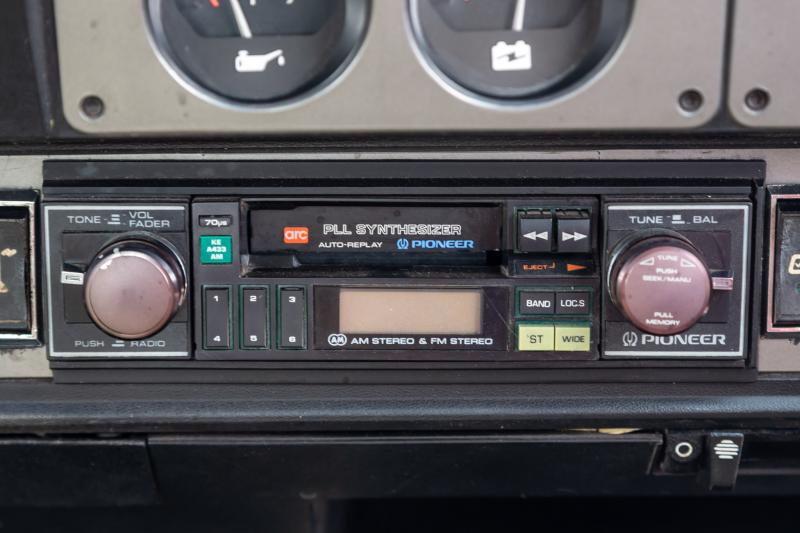 TONE VOL
FADER
PUSH RADIO
70μs
KE
A433
AM
arc
PLL SYNTHESIZER
AUTO-REPLAY PIONEER
EJECT
1 2 3
4 5 6
AM STEREO & FM STEREO
BAND LOC.S
ST WIDE
TUNE BAL
TUNE
PUSH
SEEK/MANU
PULL
MEMORY
PIONEER